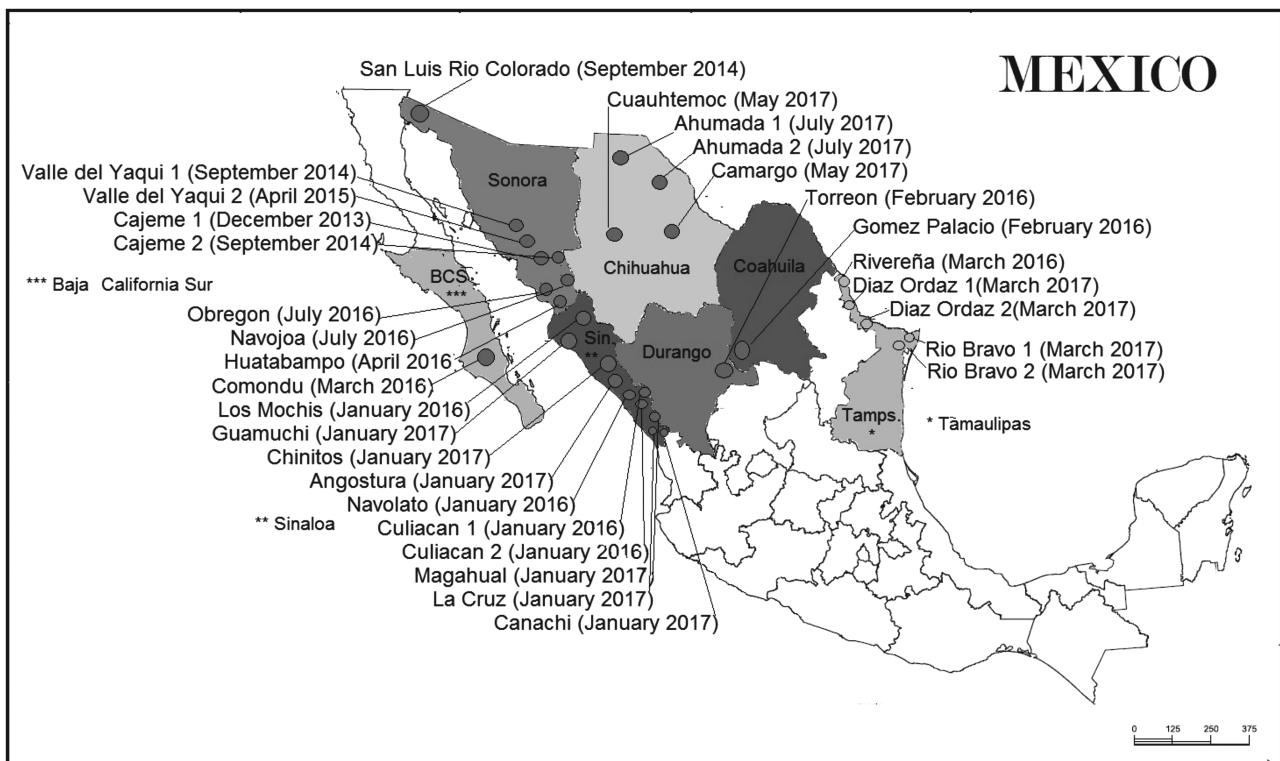 MEXICO
San Luis Rio Colorado (September 2014)
Cuauhtemoc (May 2017)
Ahumada 1 (July 2017)
Ahumada 2 (July 2017)
Camargo (May 2017)
Torreon (February 2016)
Gomez Palacio (February 2016)
Rivereña (March 2016)
Diaz Ordaz 1(March 2017)
Diaz Ordaz 2(March 2017)
Rio Bravo 1 (March 2017)
Rio Bravo 2 (March 2017)
Valle del Yaqui 1 (September 2014)
Valle del Yaqui 2 (April 2015)
Cajeme 1 (December 2013)
Cajeme 2 (September 2014)
*** Baja California Sur
Obregon (July 2016)
Navojoa (July 2016)
Huatabampo (April 2016
Comondu (March 2016)
Los Mochis (January 2016)
Guamuchi (January 2017)
Chinitos (January 2017)
Angostura (January 2017)
Navolato (January 2016)
** Sinaloa
Culiacan 1 (January 2016)
Culiacan 2 (January 2016)
Magahual (January 2017)
La Cruz (January 2017)
Canachi (January 2017)
Sonora
Chihuahua
Coahuila
BCS
***
Sin.
**
Durango
Tamps.
*
* Tamaulipas
0 125 250 375